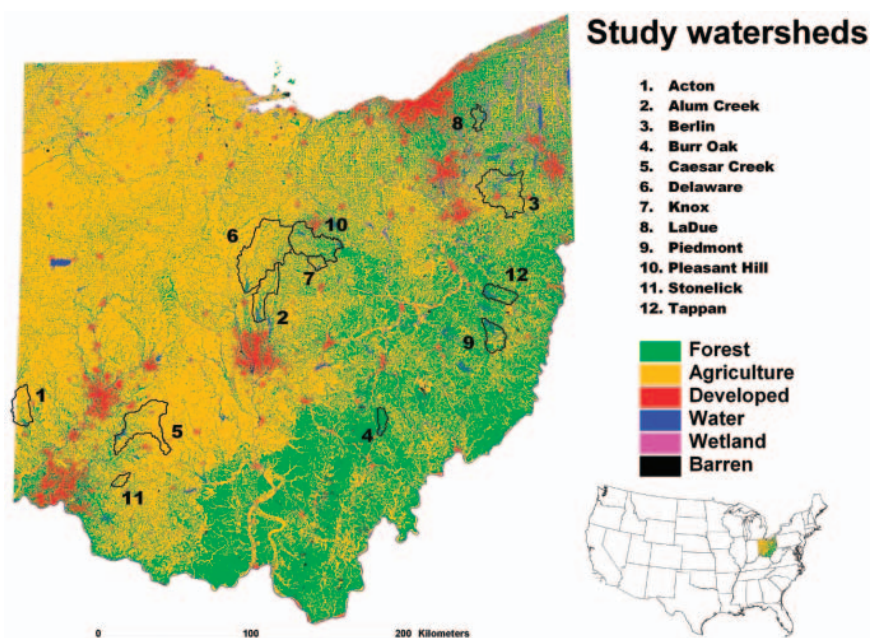 Study watersheds
1. Acton
2. Alum Creek
3. Berlin
4. Burr Oak
5. Caesar Creek
6. Delaware
7. Knox
8. LaDue
9. Piedmont
10. Pleasant Hill
11. Stonelick
12. Tappan
Forest
Agriculture
Developed
Water
Wetland
Barren
8
3
6
10
7
12
2
9
1
5
4
11
0 100 200 Kilometers